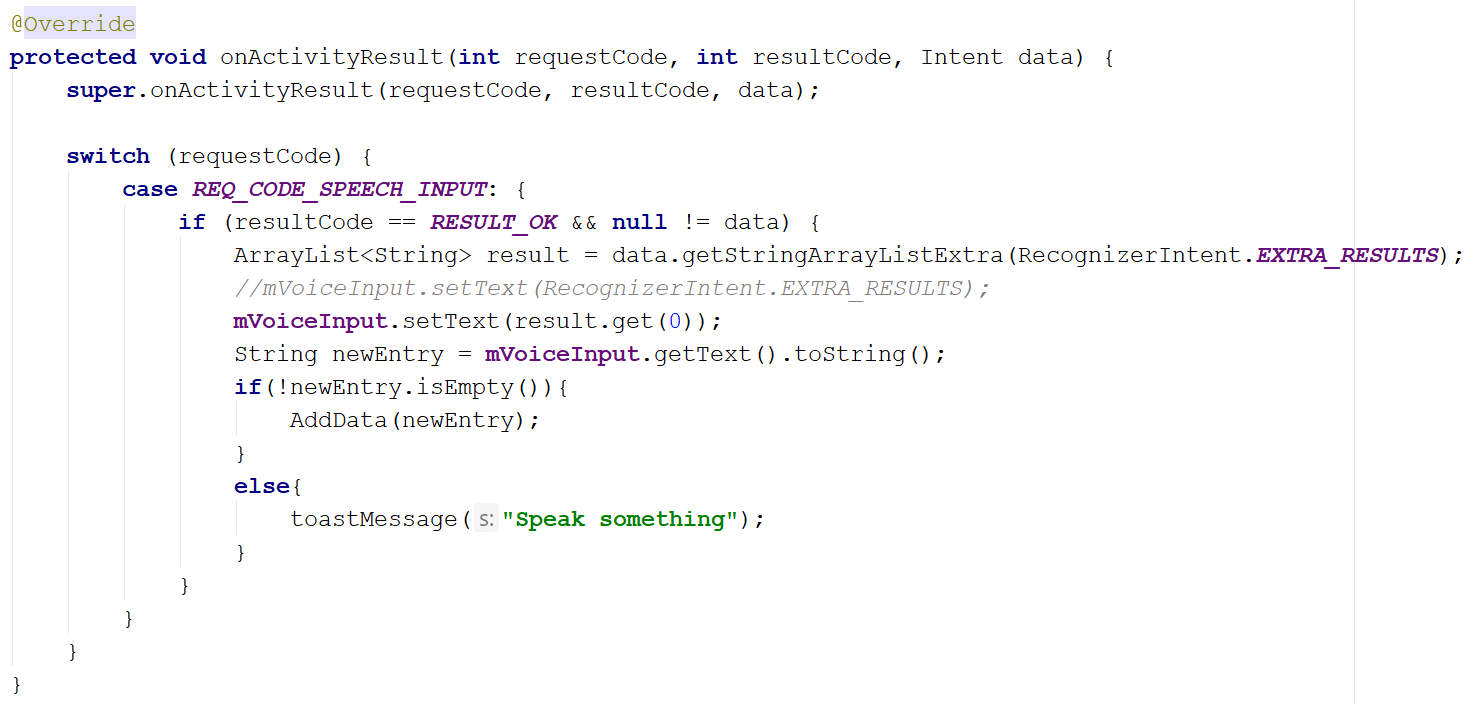 @Override
protected void onActivityResult(int requestCode, int resultCode, Intent data) {
    super.onActivityResult(requestCode, resultCode, data);

    switch (requestCode) {
        case REQ_CODE_SPEECH_INPUT: {
            if (resultCode == RESULT_OK && null != data) {
                ArrayList<String> result = data.getStringArrayListExtra(RecognizerIntent.EXTRA_RESULTS);
                //mVoiceInput.setText(RecognizerIntent.EXTRA_RESULTS);
                mVoiceInput.setText(result.get(0));
                String newEntry = mVoiceInput.getText().toString();
                if(!newEntry.isEmpty()){
                    AddData(newEntry);
                }
                else{
                    toastMessage( s: "Speak something");
                }
            }
        }
    }
}